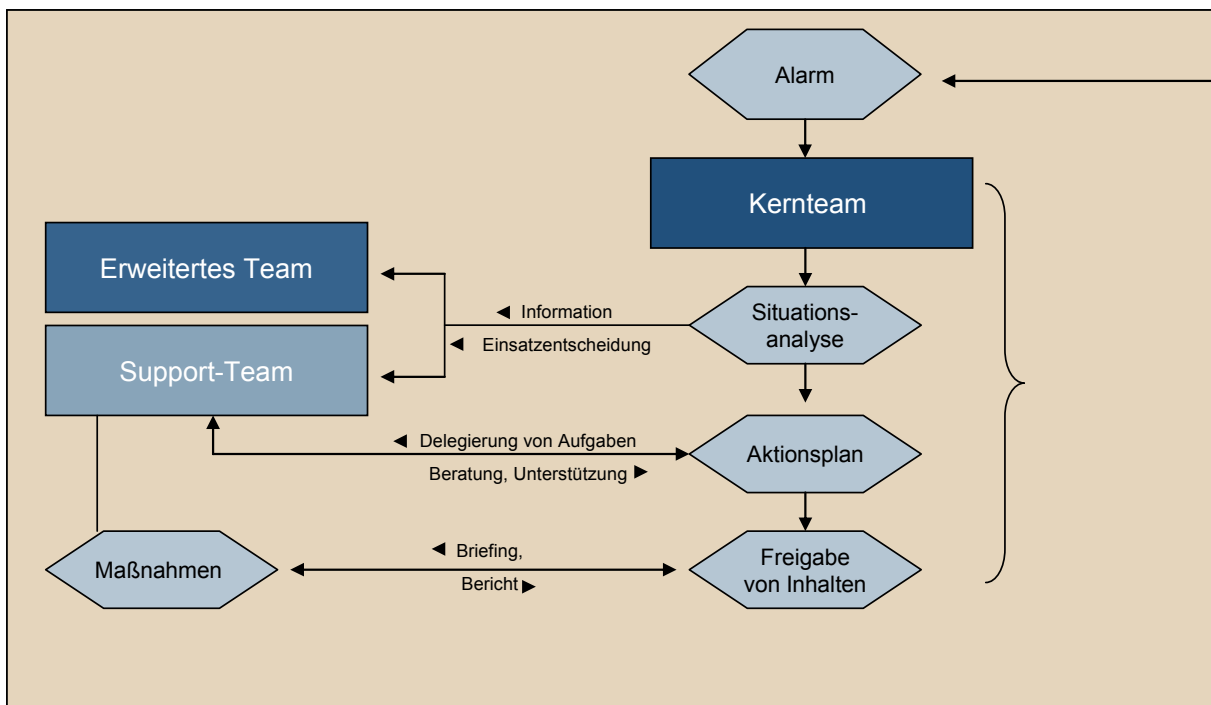 Alarm
Kernteam
Erweitertes Team
Situations-
analyse
◄ Information
◄ Einsatzentscheidung
Support-Team
◄ Delegierung von Aufgaben
Beratung, Unterstützung ►
Aktionsplan
Maßnahmen
◄ Briefing,
Bericht ►
Freigabe
von Inhalten